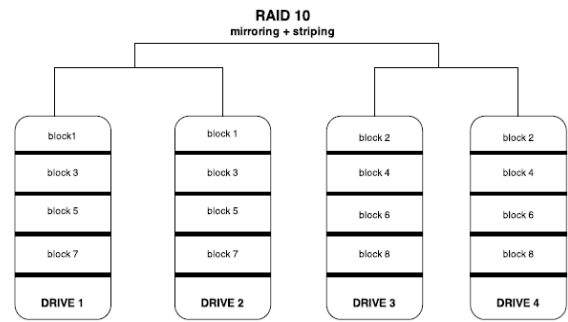 RAID 10
mirroring + striping
block1
block 1
block 2
block 2
block 3
block 3
block 4
block 4
block 5
block 5
block 6
block 6
block 7
block 7
block 8
block 8
DRIVE 1
DRIVE 2
DRIVE 3
DRIVE 4